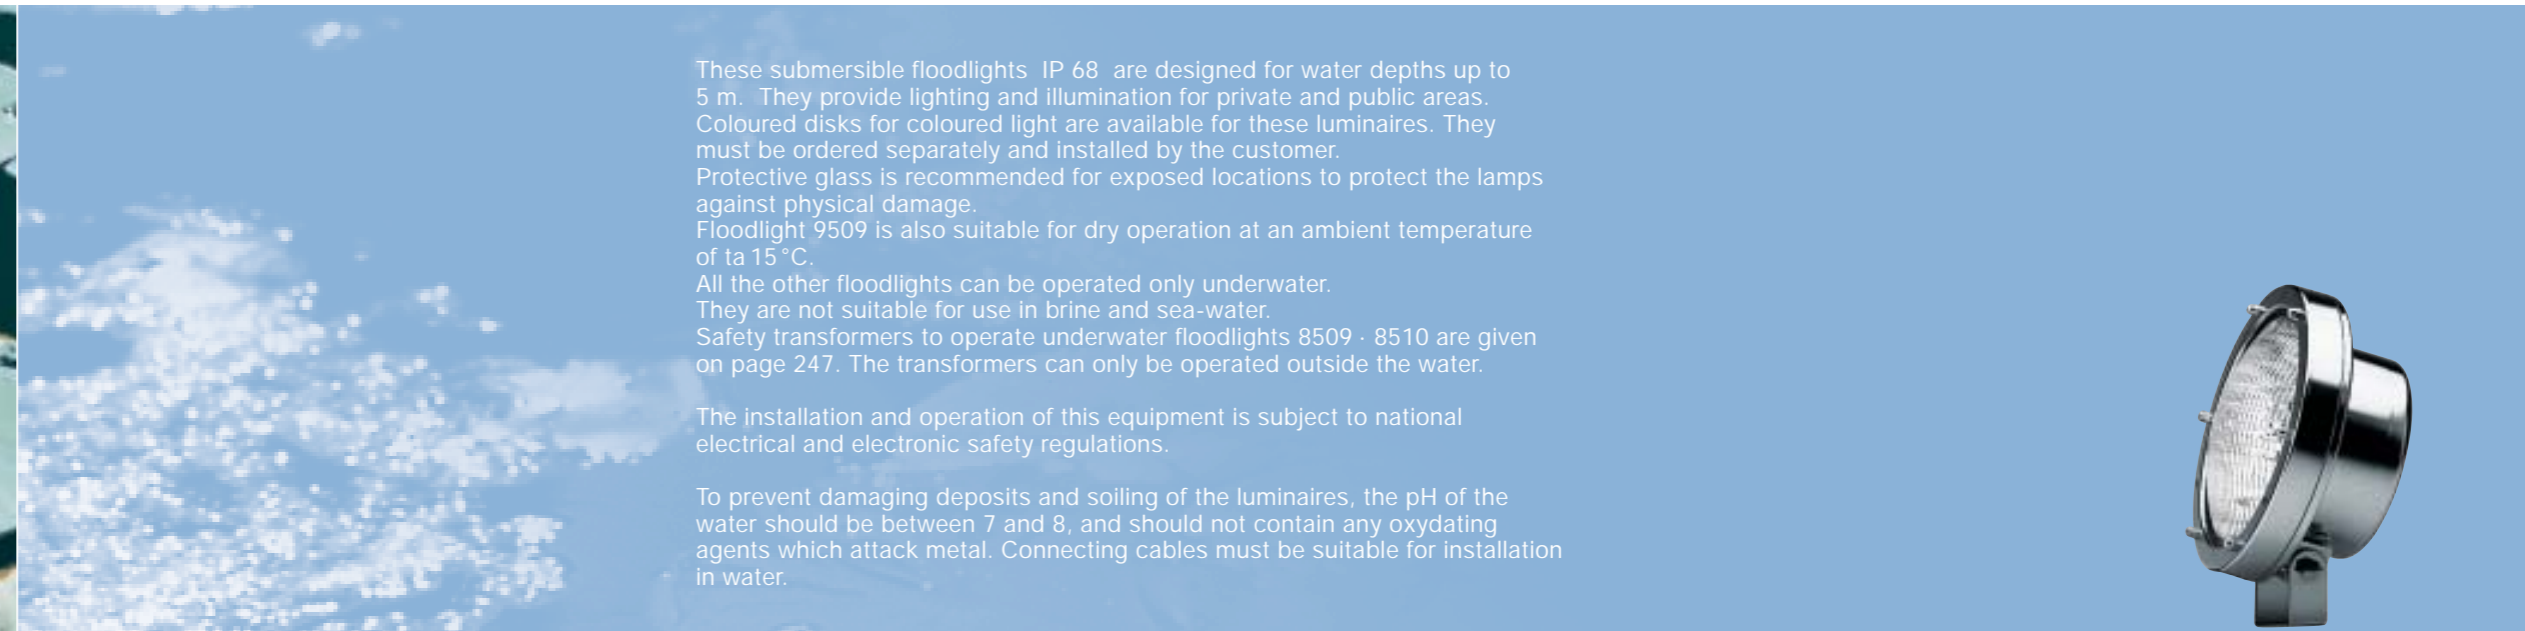 These submersible floodlights IP 68 are designed for water depths up to
5 m. They provide lighting and illumination for private and public areas.
Coloured disks for coloured light are available for these luminaires. They
must be ordered separately and installed by the customer.
Protective glass is recommended for exposed locations to protect the lamps
against physical damage.
Floodlight 9509 is also suitable for dry operation at an ambient temperature
of ta 15 °C.
All the other floodlights can be operated only underwater.
They are not suitable for use in brine and sea-water.
Safety transformers to operate underwater floodlights 8509 · 8510 are given
on page 247. The transformers can only be operated outside the water.
The installation and operation of this equipment is subject to national
electrical and electronic safety regulations.
To prevent damaging deposits and soiling of the luminaires, the pH of the
water should be between 7 and 8, and should not contain any oxydating
agents which attack metal. Connecting cables must be suitable for installation
in water.